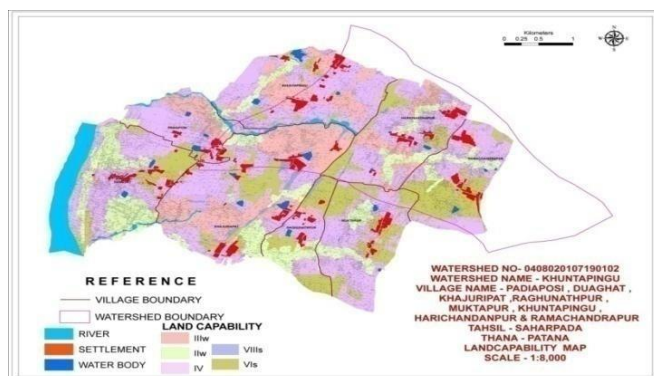 Kilometers
0 0.25 0.5 1
REFERENCE
VILLAGE BOUNDARY
WATERSHED BOUNDARY
RIVER
SETTLEMENT
WATER BODY
LAND CAPABILITY
IIIw
IIw
IV
VIIIs
VIs
WATERSHED NO- 0408020107190102
WATERSHED NAME - KHUNTAPINGU
VILLAGE NAME - PADIAPOSI , DUAGHAT ,
KHAJURIPAT ,RAGHUNATHPUR ,
MUKTAPUR , KHUNTAPINGU ,
HARICHANDANPUR & RAMACHANDRAPUR
TAHSIL - SAHARPADA
THANA - PATANA
LANDCAPABILITY MAP
SCALE - 1:8,000